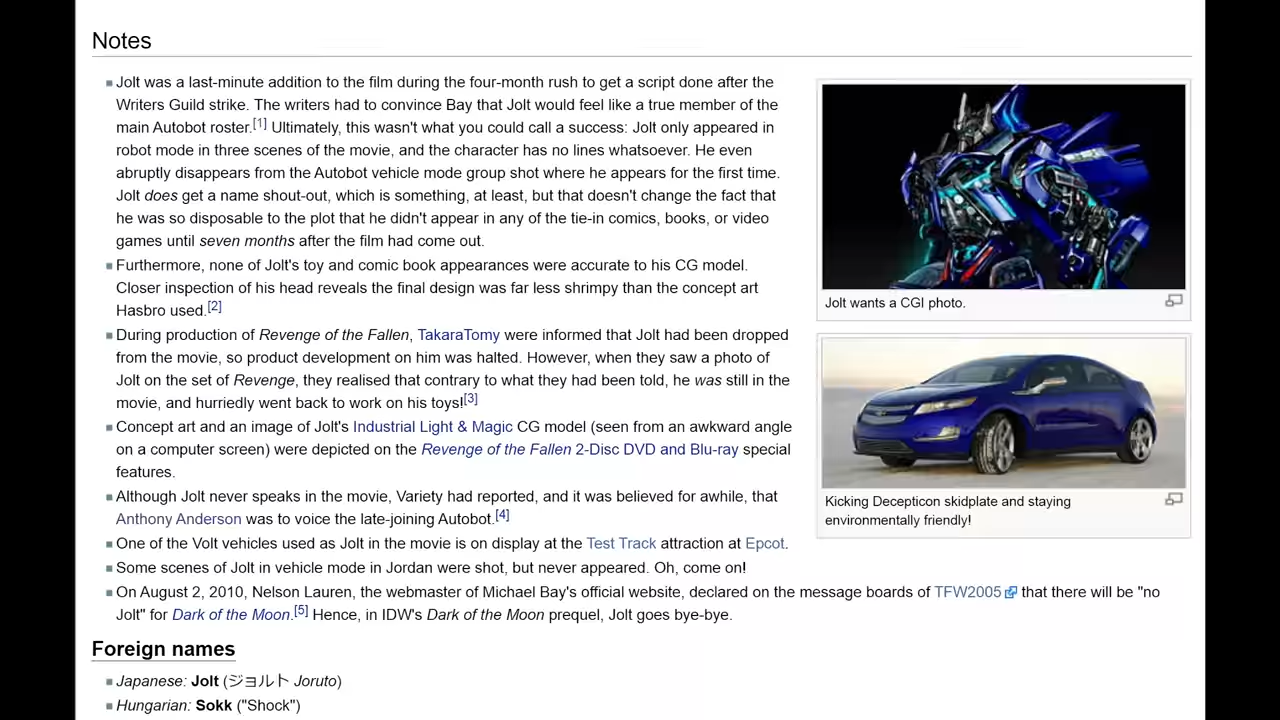 Notes
Jolt was a last-minute addition to the film during the four-month rush to get a script done after the
Writers Guild strike. The writers had to convince Bay that Jolt would feel like a true member of the
main Autobot roster.[1] Ultimately, this wasn't what you could call a success: Jolt only appeared in
robot mode in three scenes of the movie, and the character has no lines whatsoever. He even
abruptly disappears from the Autobot vehicle mode group shot where he appears for the first time.
Jolt does get a name shout-out, which is something, at least, but that doesn't change the fact that
he was so disposable to the plot that he didn't appear in any of the tie-in comics, books, or video
games until seven months after the film had come out.
Furthermore, none of Jolt's toy and comic book appearances were accurate to his CG model.
Closer inspection of his head reveals the final design was far less shrimpy than the concept art
Hasbro used.[2]
During production of Revenge of the Fallen, TakaraTomy were informed that Jolt had been dropped
from the movie, so product development on him was halted. However, when they saw a photo of
Jolt on the set of Revenge, they realised that contrary to what they had been told, he was still in the
movie, and hurriedly went back to work on his toys![3]
Concept art and an image of Jolt's Industrial Light & Magic CG model (seen from an awkward angle
on a computer screen) were depicted on the Revenge of the Fallen 2-Disc DVD and Blu-ray special
features.
Although Jolt never speaks in the movie, Variety had reported, and it was believed for awhile, that
Anthony Anderson was to voice the late-joining Autobot.[4]
One of the Volt vehicles used as Jolt in the movie is on display at the Test Track attraction at Epcot.
Some scenes of Jolt in vehicle mode in Jordan were shot, but never appeared. Oh, come on!
On August 2, 2010, Nelson Lauren, the webmaster of Michael Bay's official website, declared on the message boards of TFW2005 that there will be "no
Jolt" for Dark of the Moon.[5] Hence, in IDW's Dark of the Moon prequel, Jolt goes bye-bye.
Jolt wants a CGI photo.
Kicking Decepticon skidplate and staying
environmentally friendly!
Foreign names
Japanese: Jolt (ジョルト Joruto)
Hungarian: Sokk ("Shock")